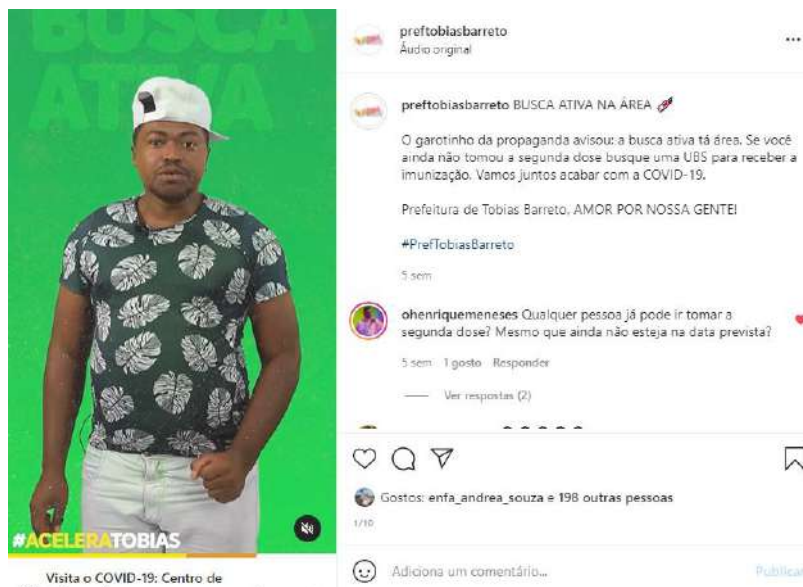 BUSCA
ATIVA
#ACELERATOBIAS
Visita o COVID-19: Centro de
preftobiasbarreto
Áudio original
preftobiasbarreto BUSCA ATIVA NA ÁREA
O garotinho da propaganda avisou: a busca ativa tá área. Se você
ainda não tomou a segunda dose busque uma UBS para receber a
imunização. Vamos juntos acabar com a COVID-19.
Prefeitura de Tobias Barreto, AMOR POR NOSSA GENTE!
#PrefTobiasBarreto
5 sem
ohenriquemeneses Qualquer pessoa já pode ir tomar a
segunda dose? Mesmo que ainda não esteja na data prevista?
5 sem 1 gosto Responder
Ver respostas (2)
Gostos: enfa_andrea_souza e 198 outras pessoas
1/10
Adiciona um comentário...
Publicar